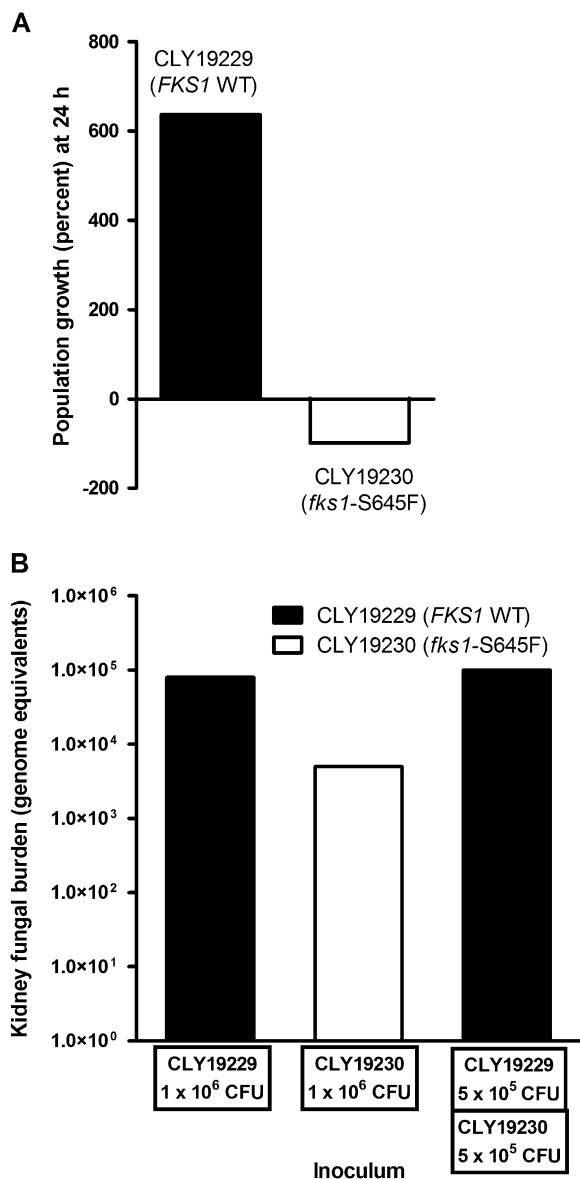 A
800
600
400
200
0
-200
Population growth (percent) at 24 h
CLY19229
(FKS1 WT)
CLY19230
(fks1-S645F)
B
1.0×10⁶
1.0×10⁵
1.0×10⁴
1.0×10³
1.0×10²
1.0×10¹
1.0×10⁰
Kidney fungal burden (genome equivalents)
CLY19229 (FKS1 WT)
CLY19230 (fks1-S645F)
CLY19229
1 x 10⁶ CFU
CLY19230
1 x 10⁶ CFU
CLY19229
5 x 10⁵ CFU
CLY19230
5 x 10⁵ CFU
Inoculum